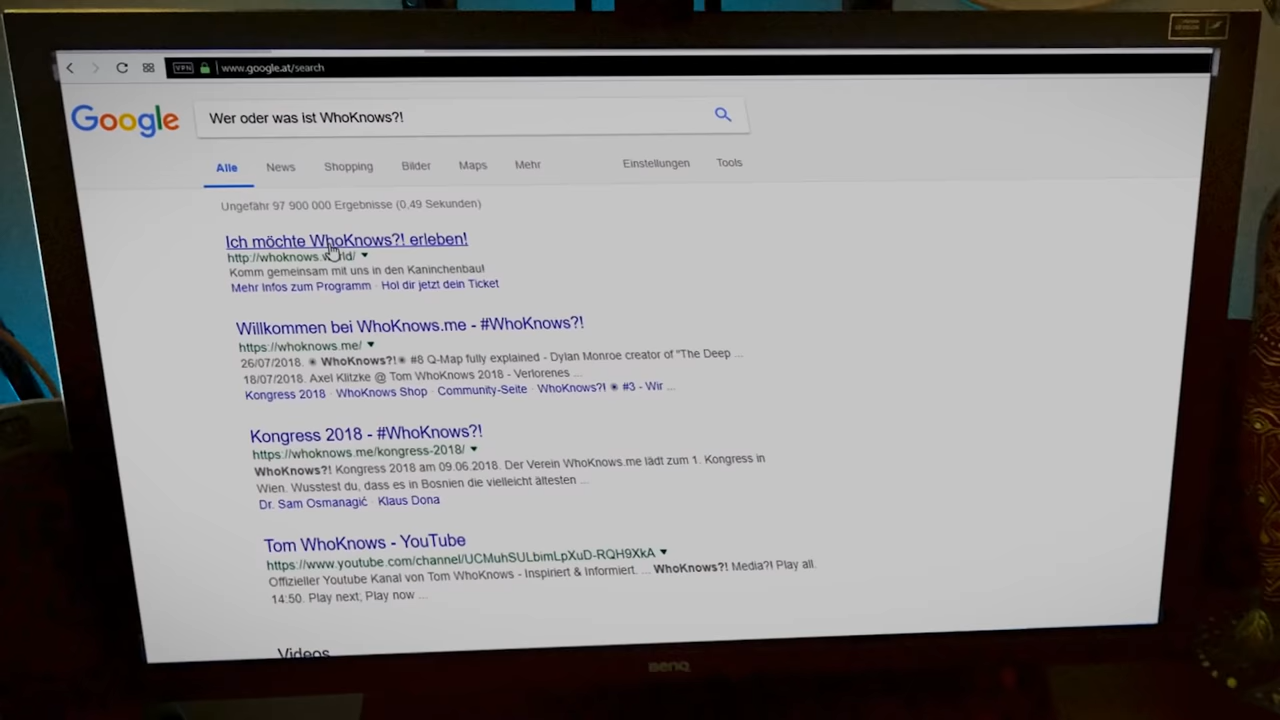 VPN www.google.at/search
Google Wer oder was ist WhoKnows?!
Alle News Shopping Bilder Maps Mehr Einstellungen Tools
Ungefähr 97 900 000 Ergebnisse (0,49 Sekunden)
Ich möchte WhoKnows?! erleben!
http://whoknows.world/
Komm gemeinsam mit uns in den Kaninchenbau!
Mehr Infos zum Programm · Hol dir jetzt dein Ticket
Willkommen bei WhoKnows.me - #WhoKnows?!
https://whoknows.me/
26/07/2018. ✴ WhoKnows?!✴ #8 Q-Map fully explained - Dylan Monroe creator of "The Deep ...
18/07/2018. Axel Klitzke @ Tom WhoKnows 2018 - Verlorenes ...
Kongress 2018 · WhoKnows Shop · Community-Seite · WhoKnows?! ✴ #3 - Wir ...
Kongress 2018 - #WhoKnows?!
https://whoknows.me/kongress-2018/
WhoKnows?! Kongress 2018 am 09.06.2018. Der Verein WhoKnows.me lädt zum 1. Kongress in
Wien. Wusstest du, dass es in Bosnien die vielleicht ältesten ...
Dr. Sam Osmanagić · Klaus Dona
Tom WhoKnows - YouTube
https://www.youtube.com/channel/UCMuhSULbimLpXuD-RQH9XkA
Offizieller Youtube Kanal von Tom WhoKnows - Inspiriert & Informiert. ... WhoKnows?! Media?! Play all.
14:50. Play next; Play now ...
Videos
BenQ